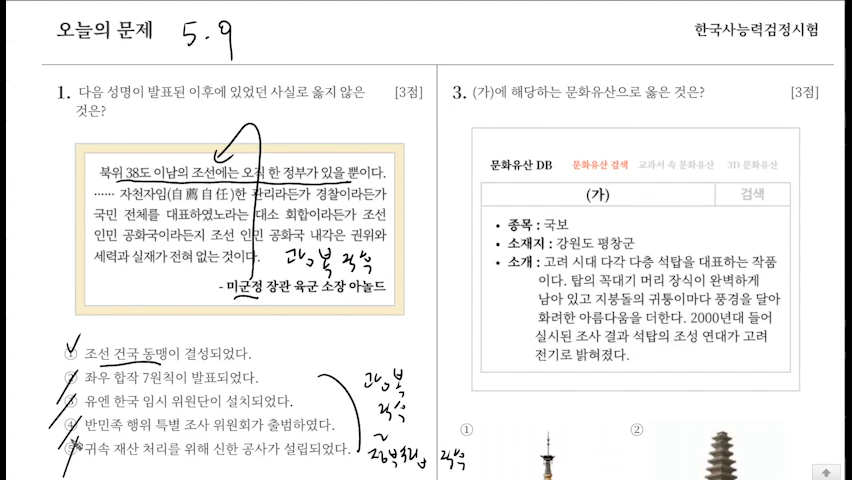 오늘의 문제 5.9
한국사능력검정시험
1. 다음 성명이 발표된 이후에 있었던 사실로 옳지 않은 [3점]
것은?
북위 38도 이남의 조선에는 오직 한 정부가 있을 뿐이다.
…… 자천자임(自薦自任)한 관리라든가 경찰이라든가
국민 전체를 대표하였노라는 대소 회합이라든가 조선
인민 공화국이라든지 조선 인민 공화국 내각은 권위와
세력과 실재가 전혀 없는 것이다.
광복 직후
- 미군정 장관 육군 소장 아놀드
① 조선 건국 동맹이 결성되었다.
② 좌우 합작 7원칙이 발표되었다.
③ 유엔 한국 임시 위원단이 설치되었다.
④ 반민족 행위 특별 조사 위원회가 출범하였다.
⑤ 귀속 재산 처리를 위해 신한 공사가 설립되었다.
광복
직후
~
정부수립 직후
3. (가)에 해당하는 문화유산으로 옳은 것은? [3점]
문화유산 DB 문화유산 검색 교과서 속 문화유산 3D 문화유산
(가) 검색
• 종목 : 국보
• 소재지 : 강원도 평창군
• 소개 : 고려 시대 다각 다층 석탑을 대표하는 작품
이다. 탑의 꼭대기 머리 장식이 완벽하게
남아 있고 지붕돌의 귀퉁이마다 풍경을 달아
화려한 아름다움을 더한다. 2000년대 들어
실시된 조사 결과 석탑의 조성 연대가 고려
전기로 밝혀졌다.
① ②